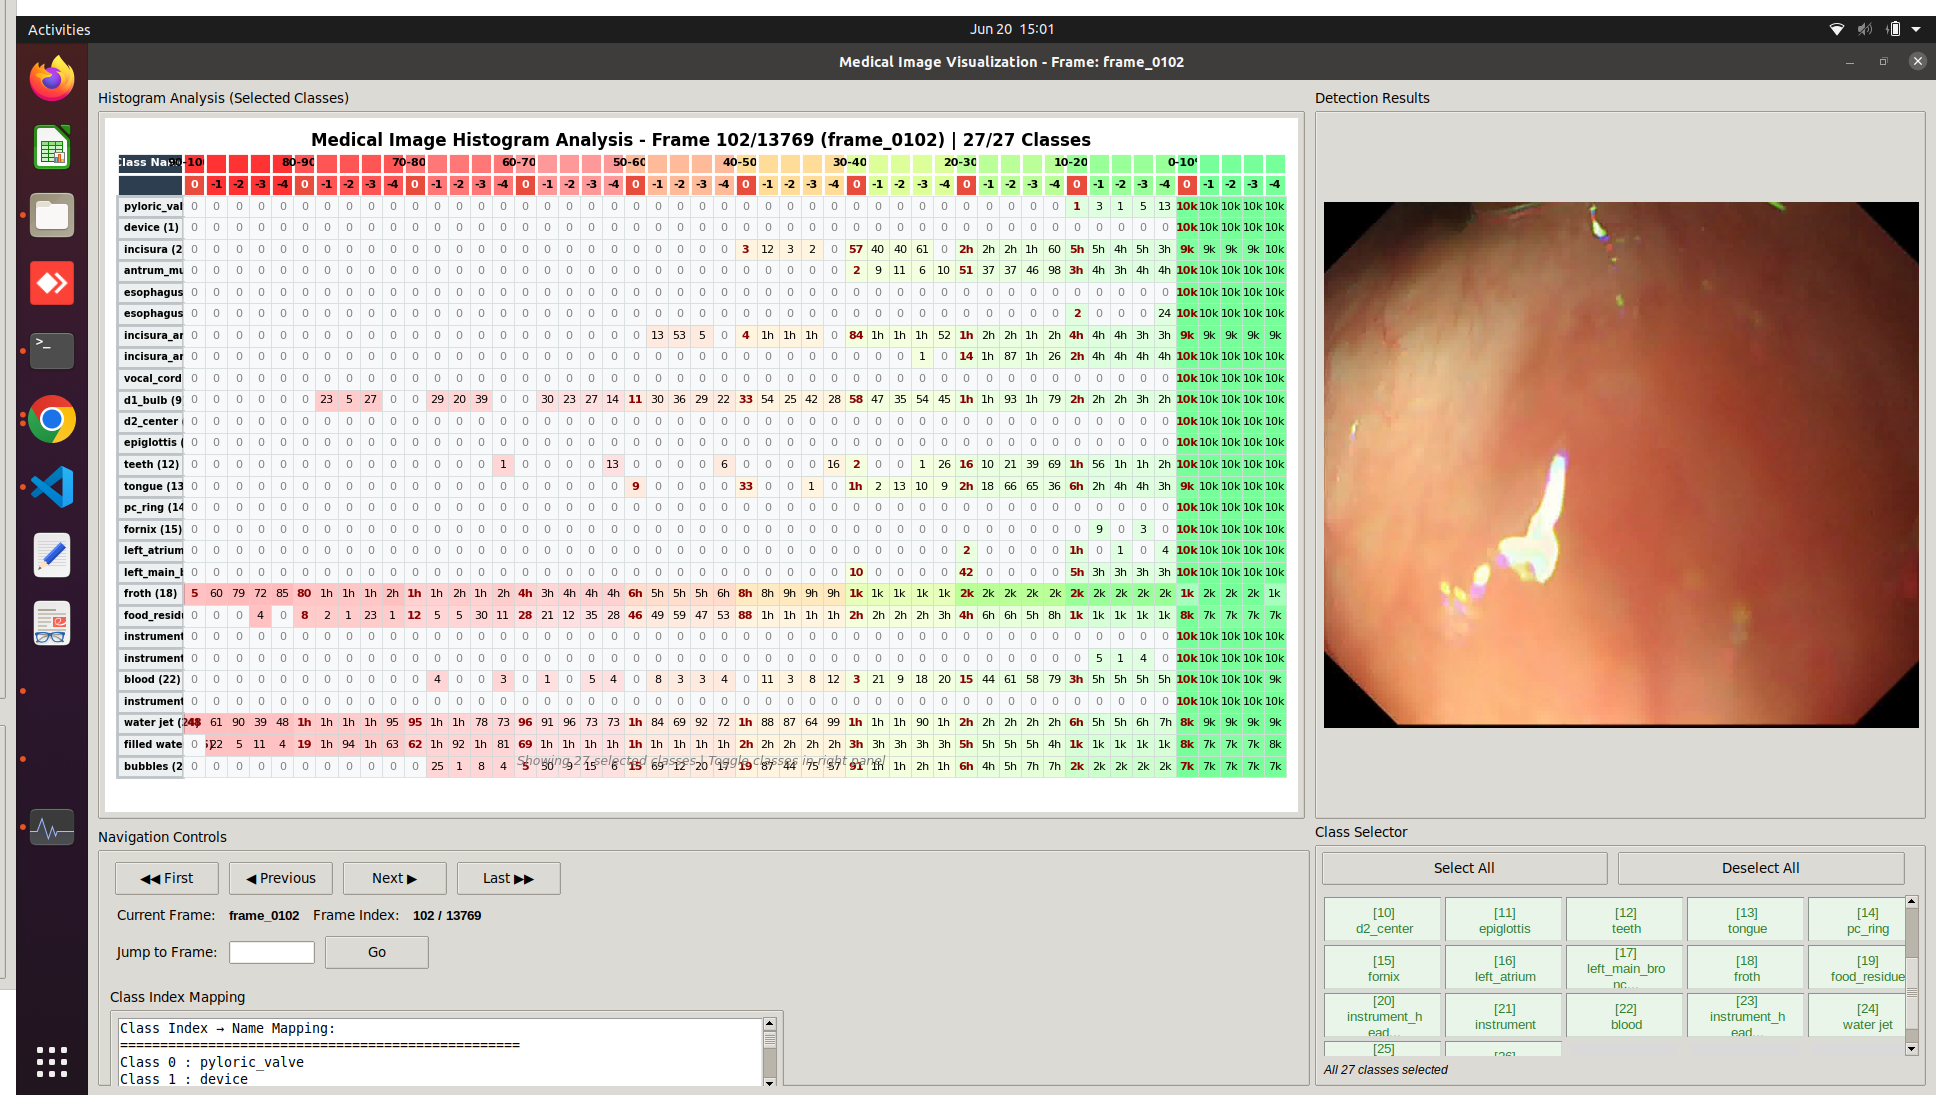 Activities
Jun 20 15:01
Medical Image Visualization - Frame: frame_0102
Histogram Analysis (Selected Classes)
Detection Results
Medical Image Histogram Analysis - Frame 102/13769 (frame_0102) | 27/27 Classes
80-90 70-80 60-70 50-60 40-50 30-40 20-30 10-20
0 -1 -2 -3 -4 0 -1 -2 -3 -4 0 -1 -2 -3 -4 0 -1 -2 -3 -4 0 -1 -2 -3 -4 0 -1 -2 -3 -4 0 -1 -2 -3 -4 0 -1 -2 -3 -4 0 -1 -2 -3 -4 0 -1 -2 -3 -4
pyloric_val 0 0 0 0 0 0 0 0 0 0 0 0 0 0 0 0 0 0 0 0 0 0 0 0 0 0 0 0 0 0 0 0 0 0 0 0 0 0 0 0 1 3 1 5 13 10k 10k 10k 10k 10k
device (1) 0 0 0 0 0 0 0 0 0 0 0 0 0 0 0 0 0 0 0 0 0 0 0 0 0 0 0 0 0 0 0 0 0 0 0 0 0 0 0 0 0 0 0 0 0 10k 10k 10k 10k 10k
incisura (2 0 0 0 0 0 0 0 0 0 0 0 0 0 0 0 0 0 0 0 0 0 0 0 0 0 3 12 3 2 0 57 40 40 61 0 2h 2h 2h 1h 60 5h 5h 4h 5h 3h 9k 9k 9k 9k 10k
antrum_mu 0 0 0 0 0 0 0 0 0 0 0 0 0 0 0 0 0 0 0 0 0 0 0 0 0 0 0 0 0 0 2 9 11 6 10 51 37 37 46 98 3h 4h 3h 4h 4h 10k 10k 10k 10k 10k
esophagus 0 0 0 0 0 0 0 0 0 0 0 0 0 0 0 0 0 0 0 0 0 0 0 0 0 0 0 0 0 0 0 0 0 0 0 0 0 0 0 0 0 0 0 0 0 10k 10k 10k 10k 10k
esophagus 0 0 0 0 0 0 0 0 0 0 0 0 0 0 0 0 0 0 0 0 0 0 0 0 0 0 0 0 0 0 0 0 0 0 0 0 0 0 0 0 2 0 0 0 24 10k 10k 10k 10k 10k
incisura_ar 0 0 0 0 0 0 0 0 0 0 0 0 0 0 0 0 0 0 0 0 0 13 53 5 0 4 1h 1h 1h 0 84 1h 1h 1h 52 1h 2h 2h 1h 2h 4h 4h 4h 3h 3h 9k 9k 9k 9k 9k
incisura_ar 0 0 0 0 0 0 0 0 0 0 0 0 0 0 0 0 0 0 0 0 0 0 0 0 0 0 0 0 0 0 0 0 0 1 0 14 1h 87 1h 26 2h 4h 4h 4h 4h 10k 10k 10k 10k 10k
vocal_cord 0 0 0 0 0 0 0 0 0 0 0 0 0 0 0 0 0 0 0 0 0 0 0 0 0 0 0 0 0 0 0 0 0 0 0 0 0 0 0 0 0 0 0 0 0 10k 10k 10k 10k 10k
d1_bulb (9 0 0 0 0 0 0 23 5 27 0 0 29 20 39 0 0 30 23 27 14 11 30 36 29 22 33 54 25 42 28 58 47 35 54 45 1h 1h 93 1h 79 2h 2h 2h 3h 2h 10k 10k 10k 10k 10k
d2_center ( 0 0 0 0 0 0 0 0 0 0 0 0 0 0 0 0 0 0 0 0 0 0 0 0 0 0 0 0 0 0 0 0 0 0 0 0 0 0 0 0 0 0 0 0 0 10k 10k 10k 10k 10k
epiglottis ( 0 0 0 0 0 0 0 0 0 0 0 0 0 0 0 0 0 0 0 0 0 0 0 0 0 0 0 0 0 0 0 0 0 0 0 0 0 0 0 0 0 0 0 0 0 10k 10k 10k 10k 10k
teeth (12) 0 0 0 0 0 0 0 0 0 0 0 0 0 0 1 0 0 0 0 13 0 0 0 0 6 0 0 0 0 16 2 0 0 1 26 16 10 21 39 69 1h 56 1h 1h 2h 10k 10k 10k 10k 10k
tongue (13 0 0 0 0 0 0 0 0 0 0 0 0 0 0 0 0 0 0 0 0 9 0 0 0 0 33 0 0 1 0 1h 2 13 10 9 2h 18 66 65 36 6h 2h 4h 4h 3h 9k 10k 10k 10k 10k
pc_ring (14 0 0 0 0 0 0 0 0 0 0 0 0 0 0 0 0 0 0 0 0 0 0 0 0 0 0 0 0 0 0 0 0 0 0 0 0 0 0 0 0 0 0 0 0 0 10k 10k 10k 10k 10k
fornix (15) 0 0 0 0 0 0 0 0 0 0 0 0 0 0 0 0 0 0 0 0 0 0 0 0 0 0 0 0 0 0 0 0 0 0 0 0 0 0 0 0 0 9 0 3 0 10k 10k 10k 10k 10k
left_atrium 0 0 0 0 0 0 0 0 0 0 0 0 0 0 0 0 0 0 0 0 0 0 0 0 0 0 0 0 0 0 0 0 0 0 0 2 0 0 0 0 1h 0 1 0 4 10k 10k 10k 10k 10k
left_main_ 0 0 0 0 0 0 0 0 0 0 0 0 0 0 0 0 0 0 0 0 0 0 0 0 0 0 0 0 0 0 10 0 0 0 0 42 0 0 0 0 5h 3h 3h 3h 3h 10k 10k 10k 10k 10k
froth (18) 5 60 79 72 85 80 1h 1h 1h 2h 1h 1h 2h 1h 2h 4h 3h 4h 4h 4h 6h 5h 5h 5h 6h 8h 8h 9h 9h 9h 1k 1k 1k 1k 1k 2k 2k 2k 2k 2k 2k 2k 2k 2k 2k 1k 2k 2k 2k 1k
food_resid 0 0 0 4 0 8 2 1 23 1 12 5 5 30 11 28 21 12 35 28 46 49 59 47 53 88 1h 1h 1h 1h 2h 2h 2h 2h 3h 4h 6h 6h 5h 8h 1k 1k 1k 1k 1k 8k 7k 7k 7k 7k
instrument 0 0 0 0 0 0 0 0 0 0 0 0 0 0 0 0 0 0 0 0 0 0 0 0 0 0 0 0 0 0 0 0 0 0 0 0 0 0 0 0 0 0 0 0 0 10k 10k 10k 10k 10k
instrument 0 0 0 0 0 0 0 0 0 0 0 0 0 0 0 0 0 0 0 0 0 0 0 0 0 0 0 0 0 0 0 0 0 0 0 0 0 0 0 0 0 5 1 4 0 10k 10k 10k 10k 10k
blood (22) 0 0 0 0 0 0 0 0 0 0 0 4 0 0 3 0 1 0 5 4 0 8 3 3 4 0 11 3 8 12 3 21 9 18 20 15 44 61 58 79 3h 5h 5h 5h 5h 10k 10k 10k 10k 9k
instrument 0 0 0 0 0 0 0 0 0 0 0 0 0 0 0 0 0 0 0 0 0 0 0 0 0 0 0 0 0 0 0 0 0 0 0 0 0 0 0 0 0 0 0 0 0 10k 10k 10k 10k 10k
water jet 48 61 90 39 48 1h 1h 1h 1h 95 95 1h 1h 78 73 96 91 96 73 73 1h 84 69 92 72 1h 88 87 64 99 1h 1h 1h 90 1h 2h 2h 2h 2h 2h 6h 5h 5h 6h 7h 8k 9k 9k 9k 9k
filled wate 0 22 5 11 4 19 1h 94 1h 63 62 1h 92 1h 81 69 1h 1h 1h 1h 1h 1h 1h 1h 1h 2h 2h 2h 2h 2h 3h 3h 3h 3h 3h 5h 5h 5h 5h 4h 1k 1k 1k 1k 1k 8k 7k 7k 7k 8k
bubbles (2 0 0 0 0 0 0 0 0 0 0 0 25 1 8 4 5 50 9 15 6 15 69 12 20 17 19 87 44 75 57 91 1h 1h 2h 1h 6h 4h 5h 7h 7h 2k 2k 2k 2k 2k 7k 7k 7k 7k 7k
Showing 27 selected classes | Toggle classes in right panel
Navigation Controls
First Previous Next Last
Current Frame: frame_0102 Frame Index: 102 / 13769
Jump to Frame: Go
Class Index Mapping
Class Index → Name Mapping:
==================================================
Class 0 : pyloric_valve
Class 1 : device
Class Selector
Select All Deselect All
[10] [11] [12] [13] [14]
d2_center epiglottis teeth tongue pc_ring
[15] [16] [17] [18] [19]
fornix left_atrium left_main_bro nc... froth food_residue
[20] [21] [22] [23] [24]
instrument_h ead... instrument blood instrument_h ead... water jet
[25] [26]
All 27 classes selected